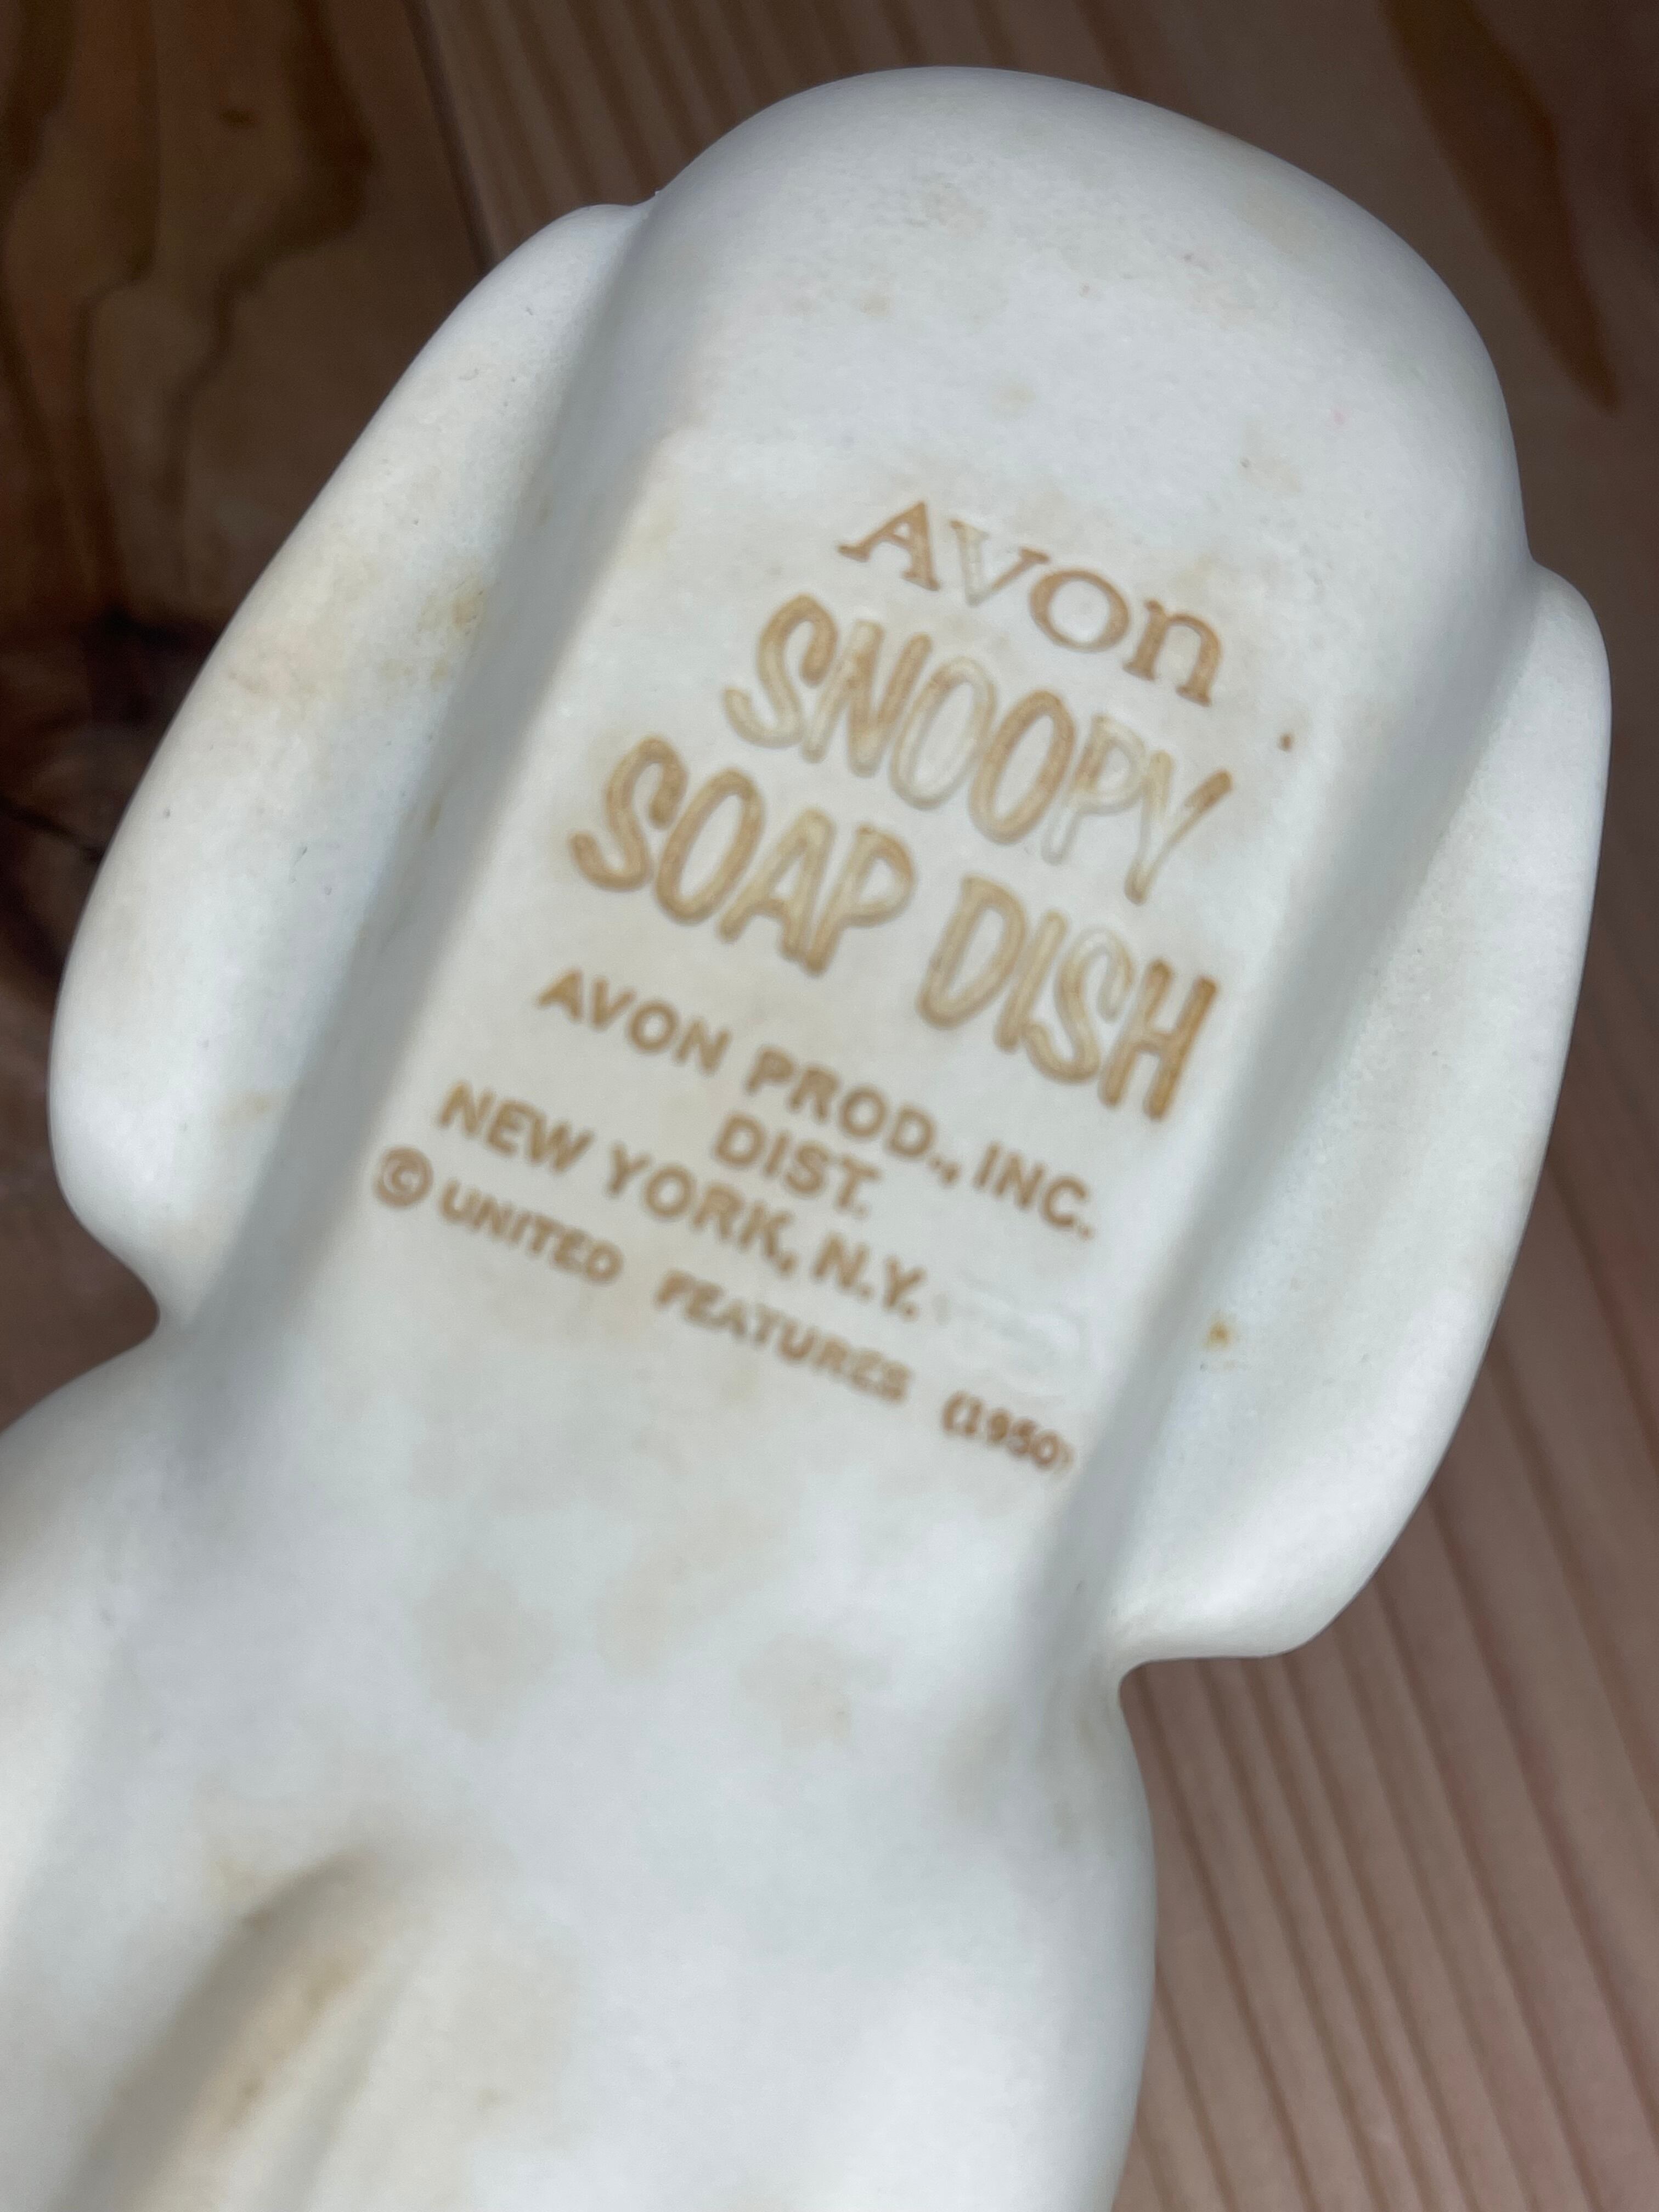 AVon
SNOOPY
SOAP DISH
AVON PROD., INC.
DIST.
NEW YORK, N.Y.
© UNITED FEATURES (1950)